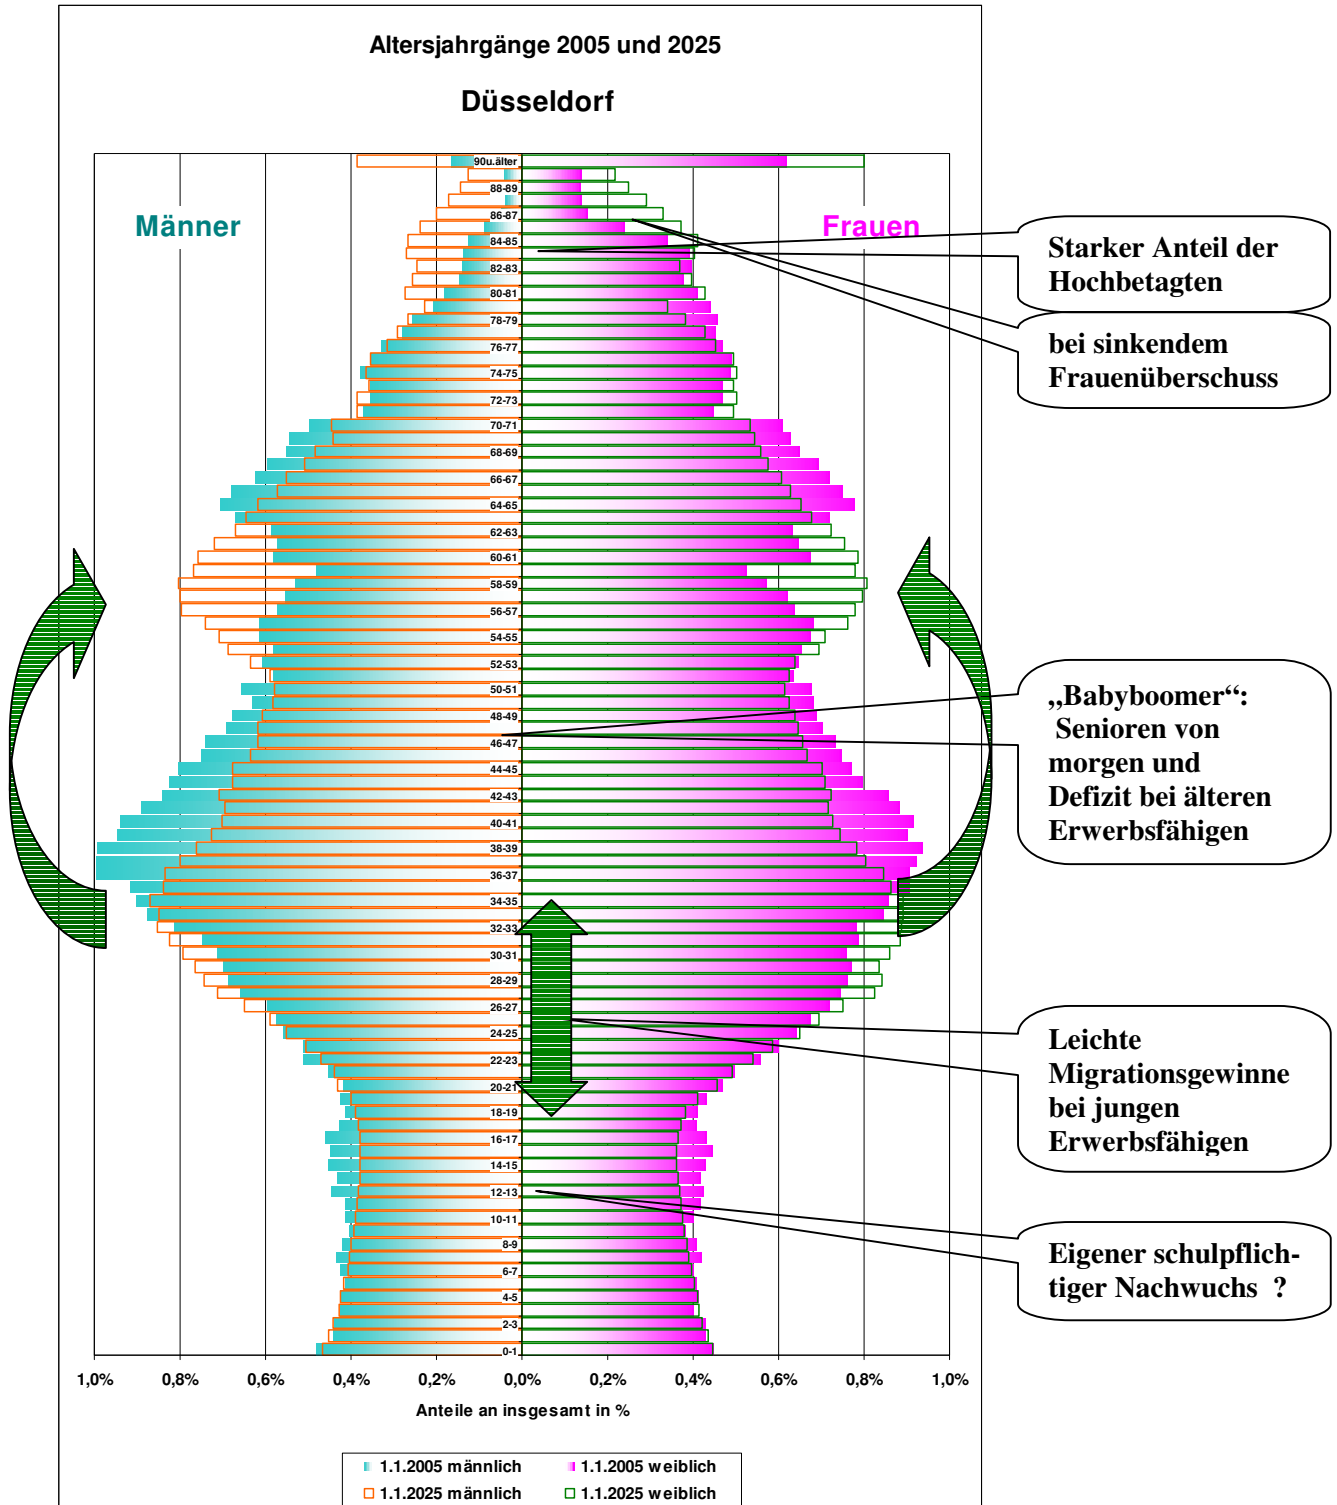 Altersjahrgänge 2005 und 2025
Düsseldorf
Männer
Frauen
90u.älter
88-89
86-87
84-85
82-83
80-81
78-79
76-77
74-75
72-73
70-71
68-69
66-67
64-65
62-63
60-61
58-59
56-57
54-55
52-53
50-51
48-49
46-47
44-45
42-43
40-41
38-39
36-37
34-35
32-33
30-31
28-29
26-27
24-25
22-23
20-21
18-19
16-17
14-15
12-13
10-11
8-9
6-7
4-5
2-3
0-1
1,0% 0,8% 0,6% 0,4% 0,2% 0,0% 0,2% 0,4% 0,6% 0,8% 1,0%
Anteile an insgesamt in %
1.1.2005 männlich 1.1.2005 weiblich
1.1.2025 männlich 1.1.2025 weiblich
Starker Anteil der
Hochbetagten
bei sinkendem
Frauenüberschuss
„Babyboomer“:
Senioren von
morgen und
Defizit bei älteren
Erwerbsfähigen
Leichte
Migrationsgewinne
bei jungen
Erwerbsfähigen
Eigener schulpflich-
tiger Nachwuchs ?